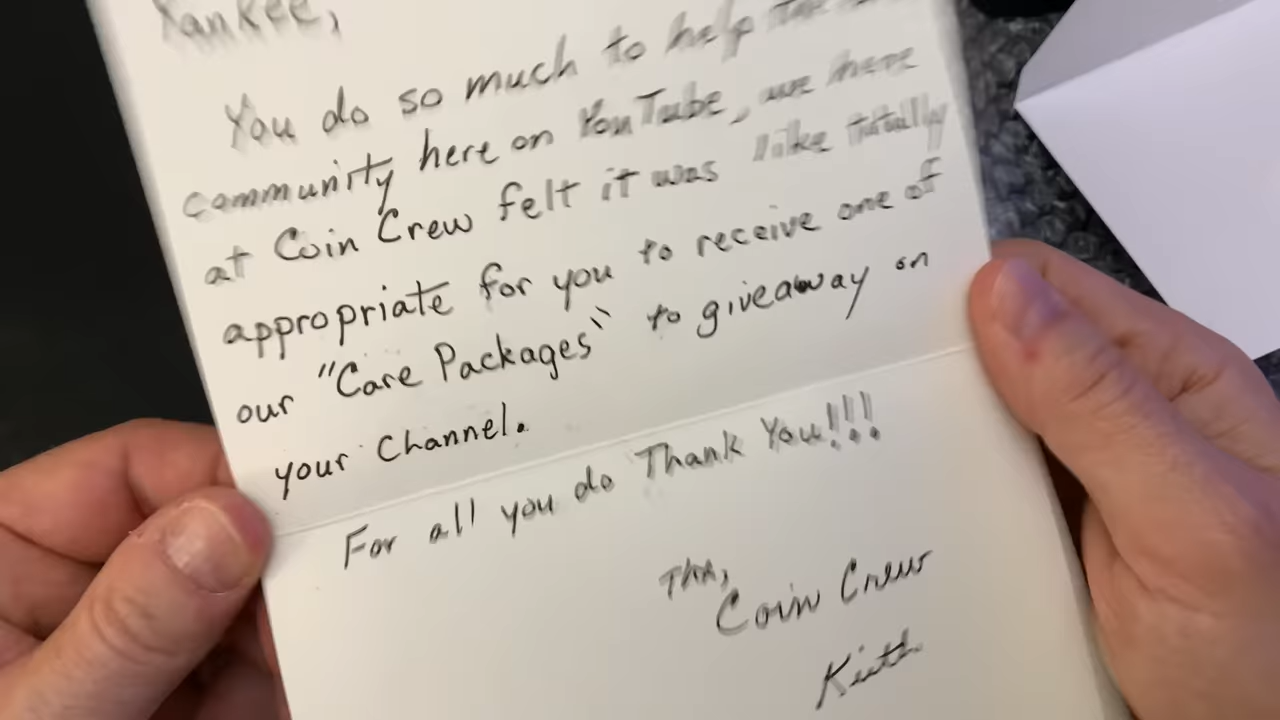 Yankee,
You do so much to help the
community here on YouTube, we here
at Coin Crew felt it was like totally
appropriate for you to receive one of
our "Care Packages" to giveaway on
your Channel.
For all you do Thank You!!!
Thx,
Coin Crew
Keith